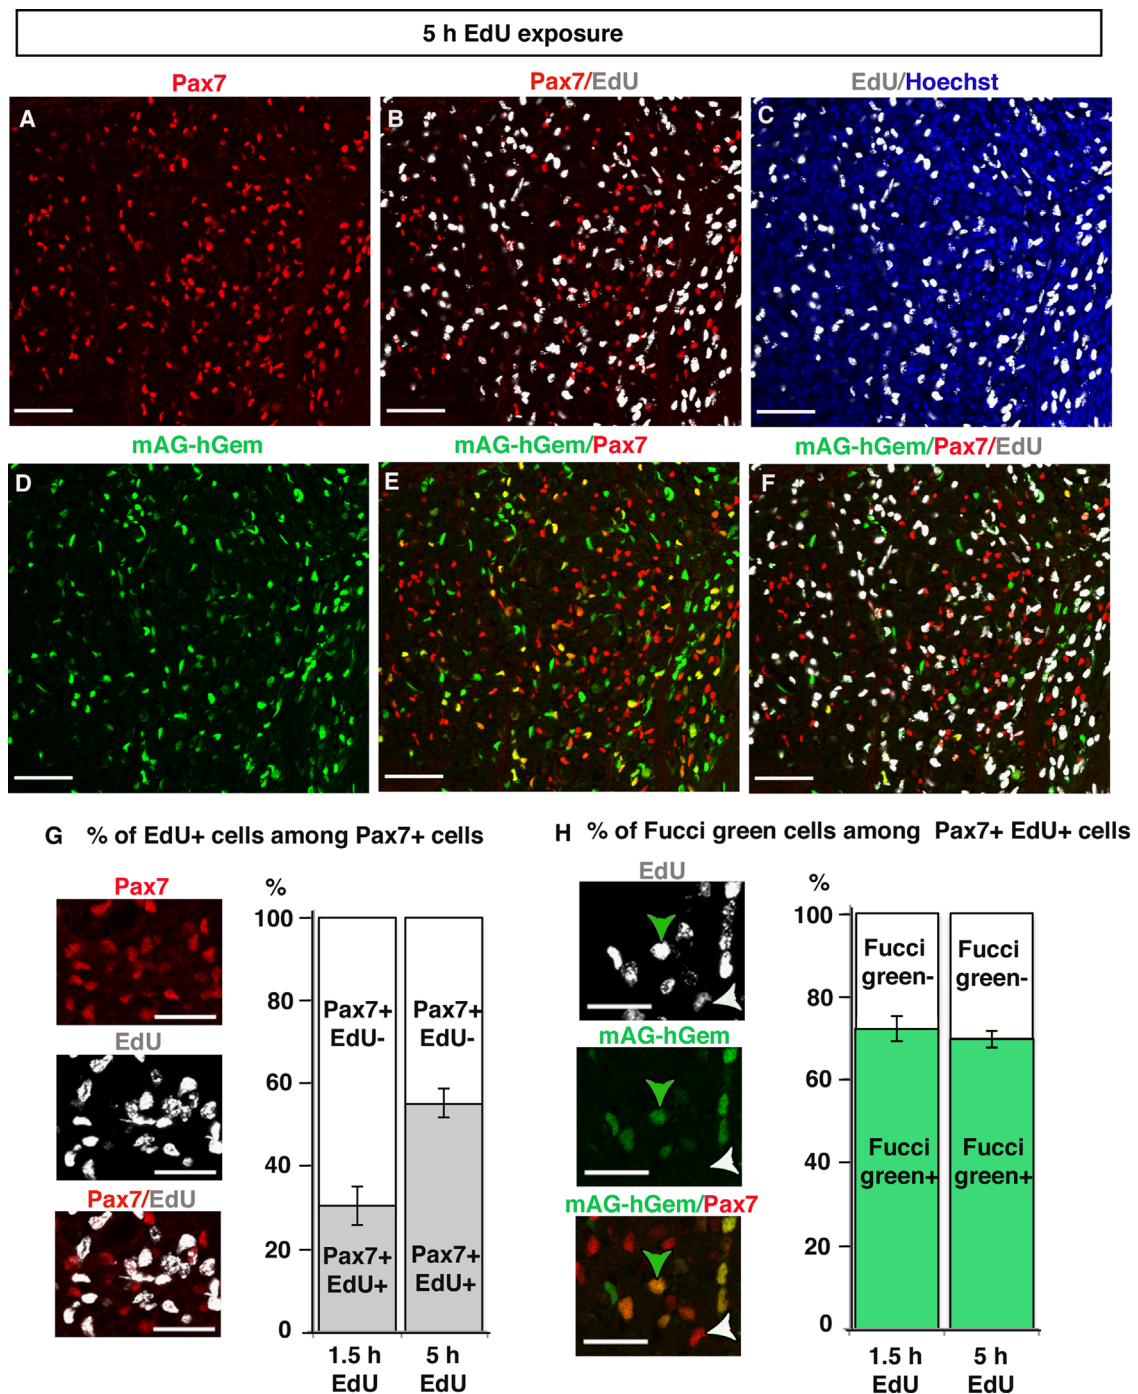 5 h EdU exposure
Pax7
Pax7/EdU
EdU/Hoechst
A
B
C
mAG-hGem
mAG-hGem/Pax7
mAG-hGem/Pax7/EdU
D
E
F
G % of EdU+ cells among Pax7+ cells
Pax7
EdU
Pax7/EdU
%
100
80
60
40
20
0
Pax7+
EdU-
Pax7+
EdU-
Pax7+
EdU+
Pax7+
EdU+
1.5 h
EdU
5 h
EdU
H % of Fucci green cells among Pax7+ EdU+ cells
EdU
mAG-hGem
mAG-hGem/Pax7
%
100
80
60
40
20
0
Fucci
green-
Fucci
green-
Fucci
green+
Fucci
green+
1.5 h
EdU
5 h
EdU